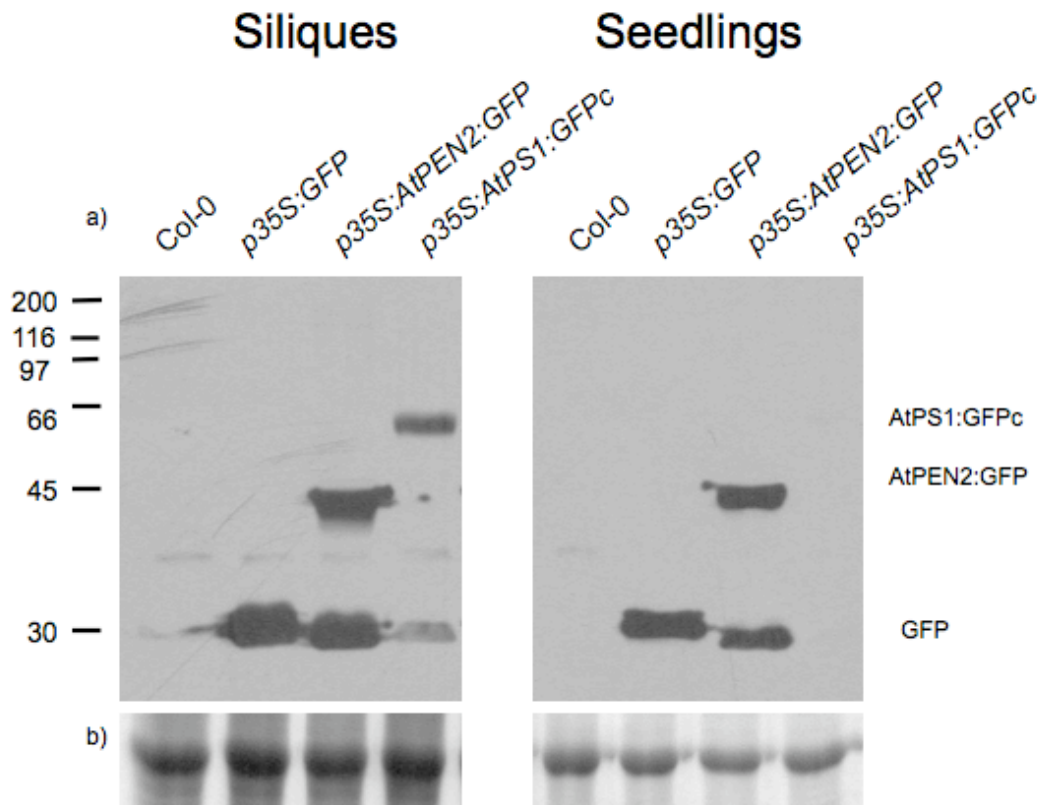 Siliques
Seedlings
a)
Col-0
p35S:GFP
p35S:AtPEN2:GFP
p35S:AtPS1:GFPc
Col-0
p35S:GFP
p35S:AtPEN2:GFP
p35S:AtPS1:GFPc
200
116
97
66
45
30
AtPS1:GFPc
AtPEN2:GFP
GFP
b)